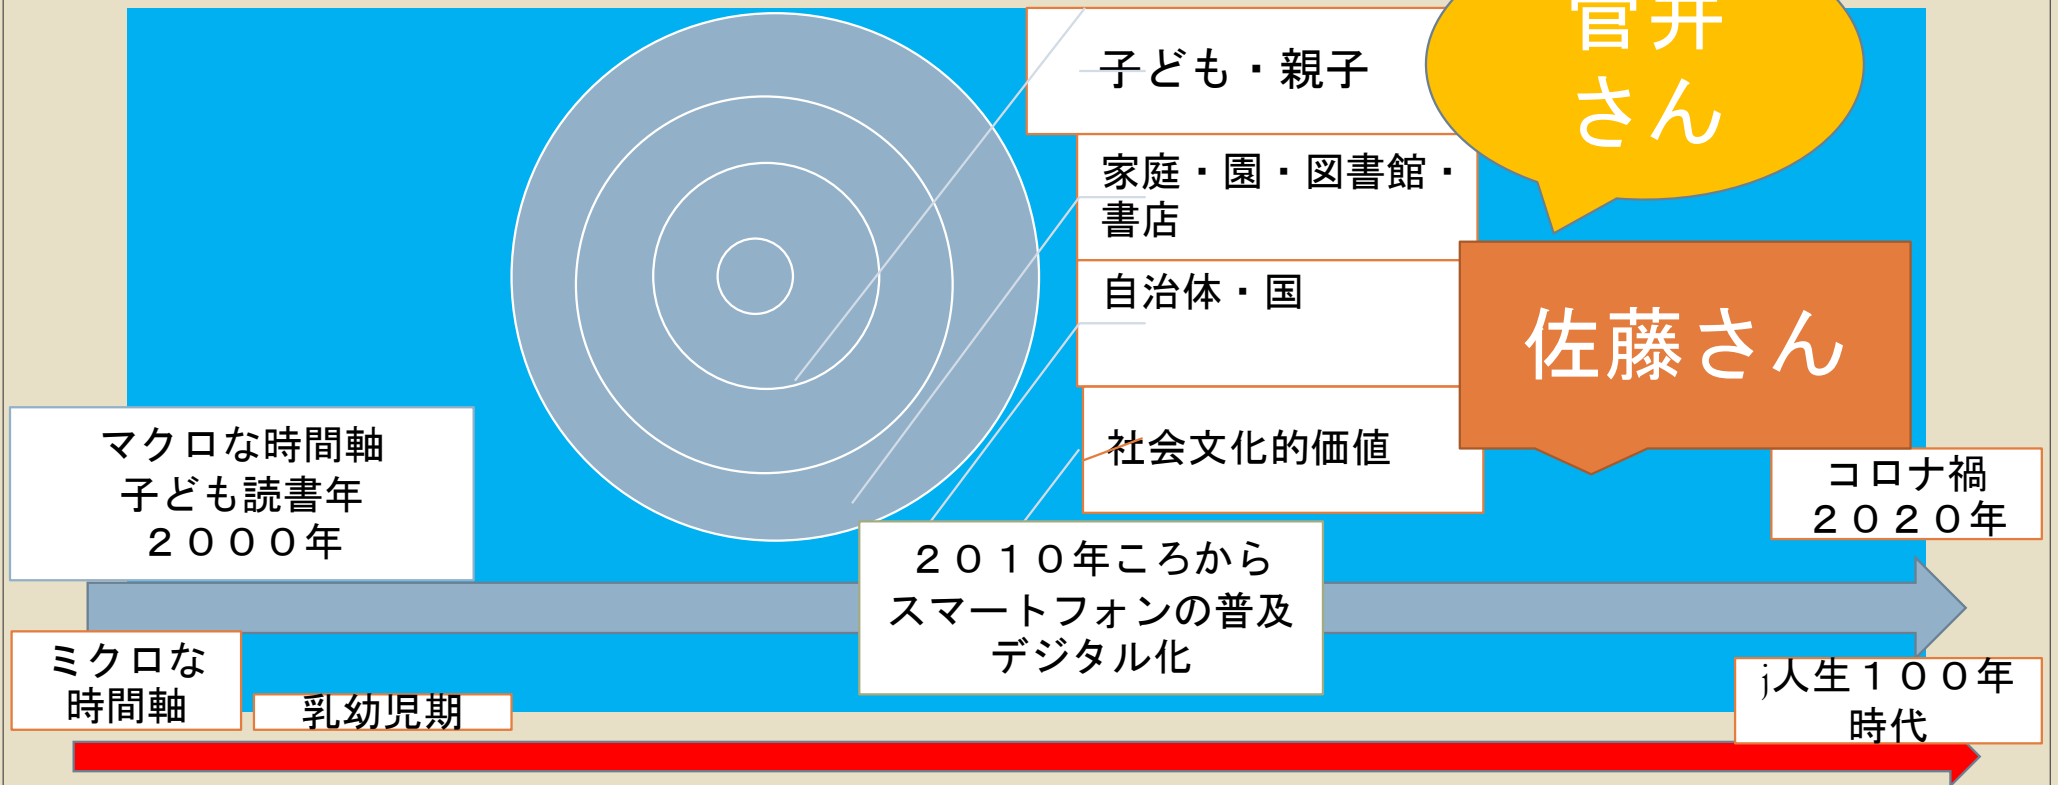 菅井
さん
子ども・親子
家庭・園・図書館・
書店
自治体・国
佐藤さん
社会文化的価値
マクロな時間軸
子ども読書年
２０００年
コロナ禍
２０２０年
２０１０年ころから
スマートフォンの普及
デジタル化
ミクロな
時間軸
乳幼児期
j人生１００年
時代